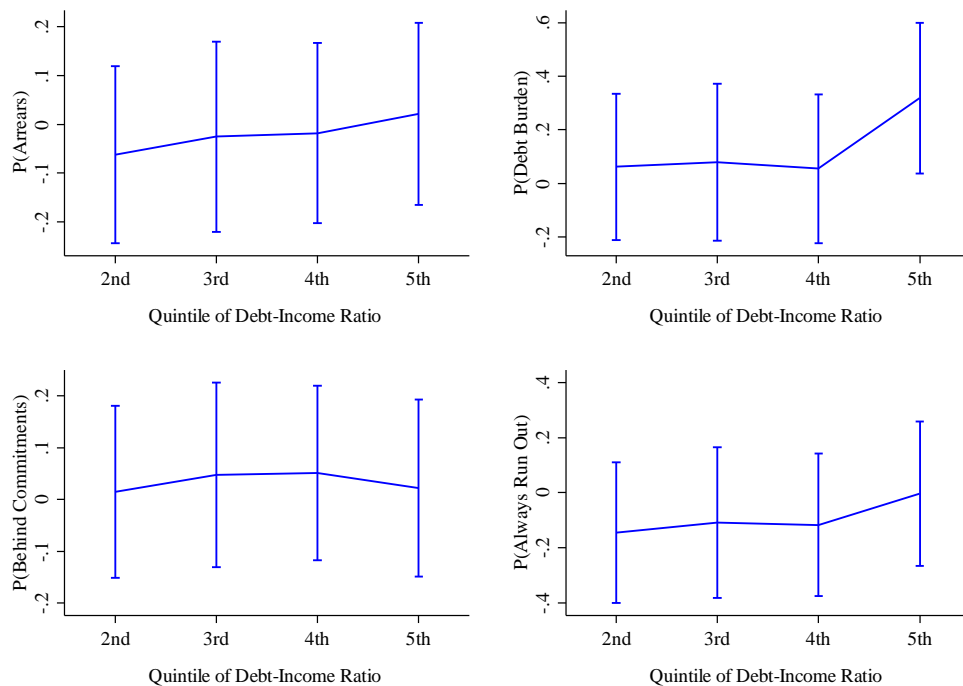 P(Arrears)
.2
.1
0
-.1
-.2
2nd 3rd 4th 5th
Quintile of Debt-Income Ratio
P(Debt Burden)
.6
.4
.2
0
-.2
2nd 3rd 4th 5th
Quintile of Debt-Income Ratio
P(Behind Commitments)
.2
.1
0
-.1
-.2
2nd 3rd 4th 5th
Quintile of Debt-Income Ratio
P(Always Run Out)
.4
.2
0
-.2
-.4
2nd 3rd 4th 5th
Quintile of Debt-Income Ratio